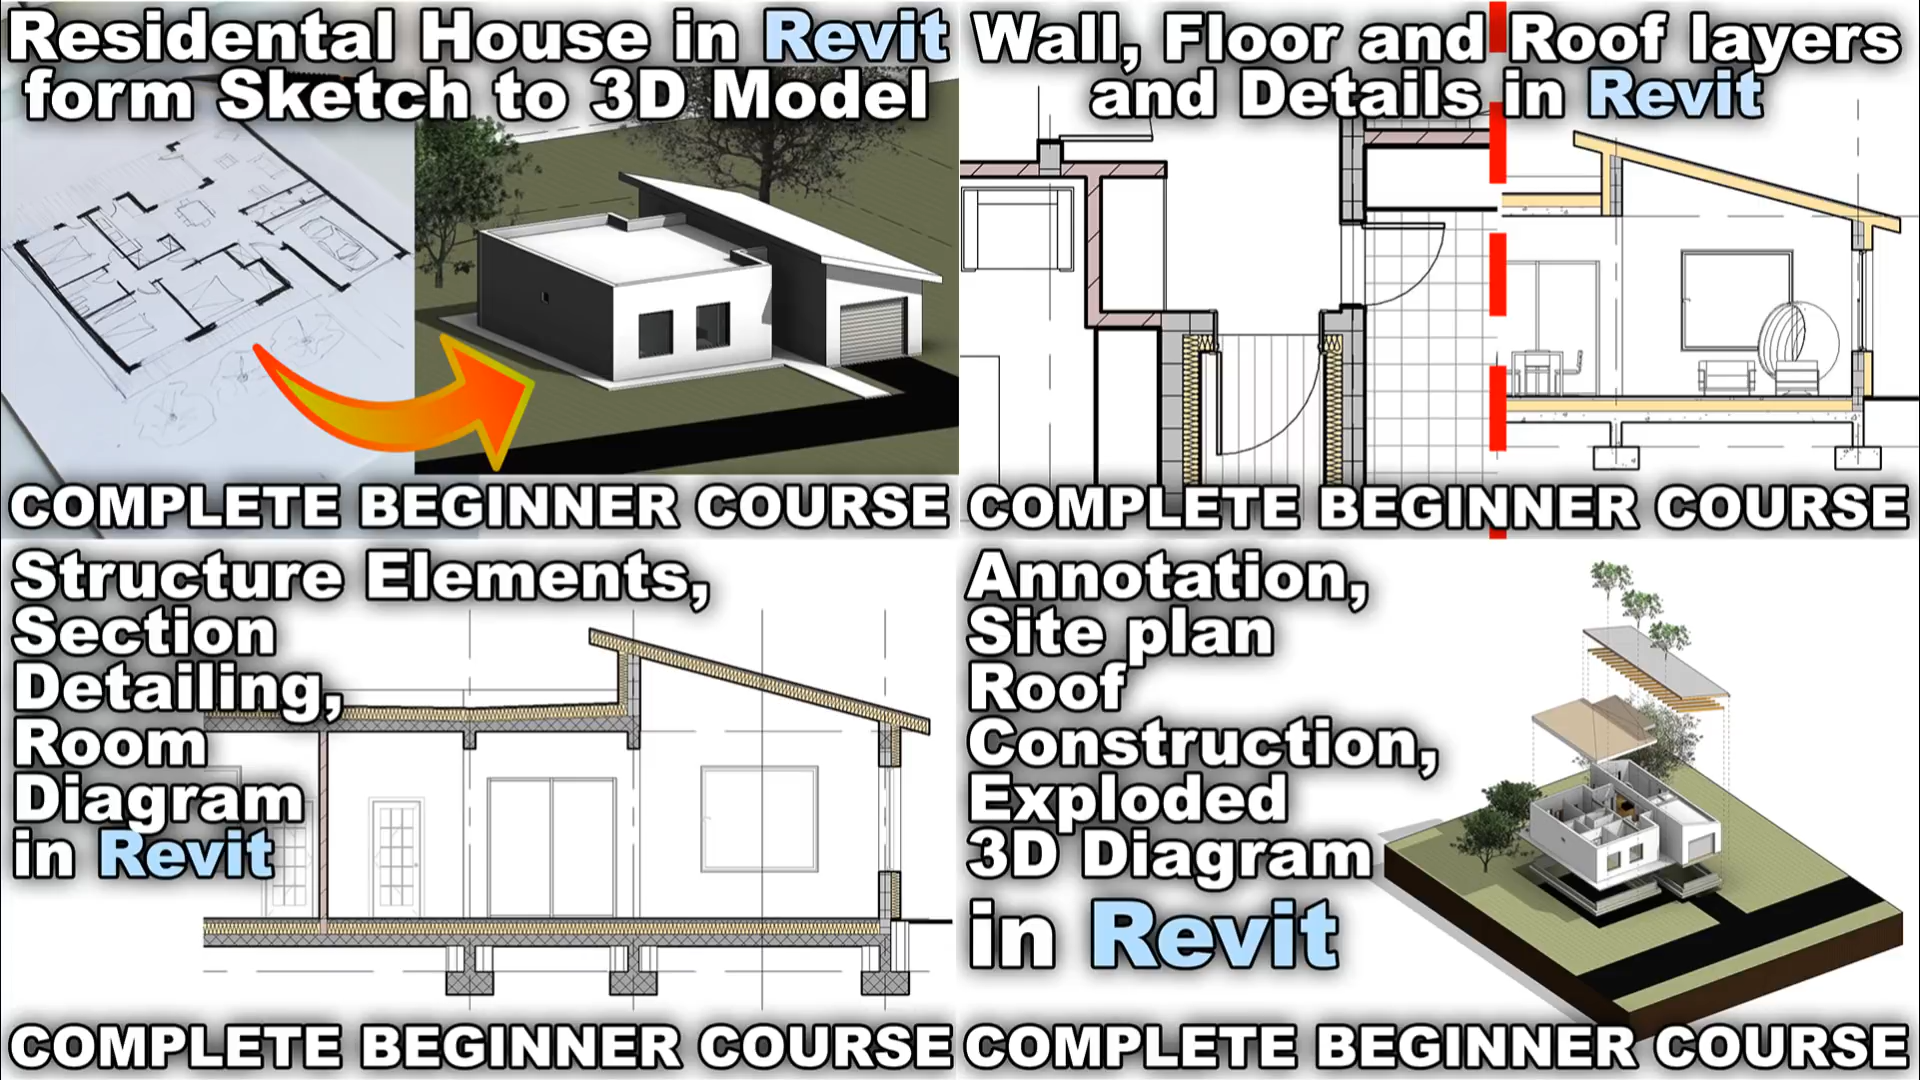 Residental House in Revit
form Sketch to 3D Model
COMPLETE BEGINNER COURSE
Wall, Floor and Roof layers
and Details in Revit
COMPLETE BEGINNER COURSE
Structure Elements,
Section
Detailing,
Room
Diagram
in Revit
COMPLETE BEGINNER COURSE
Annotation,
Site plan
Roof
Construction,
Exploded
3D Diagram
in Revit
COMPLETE BEGINNER COURSE